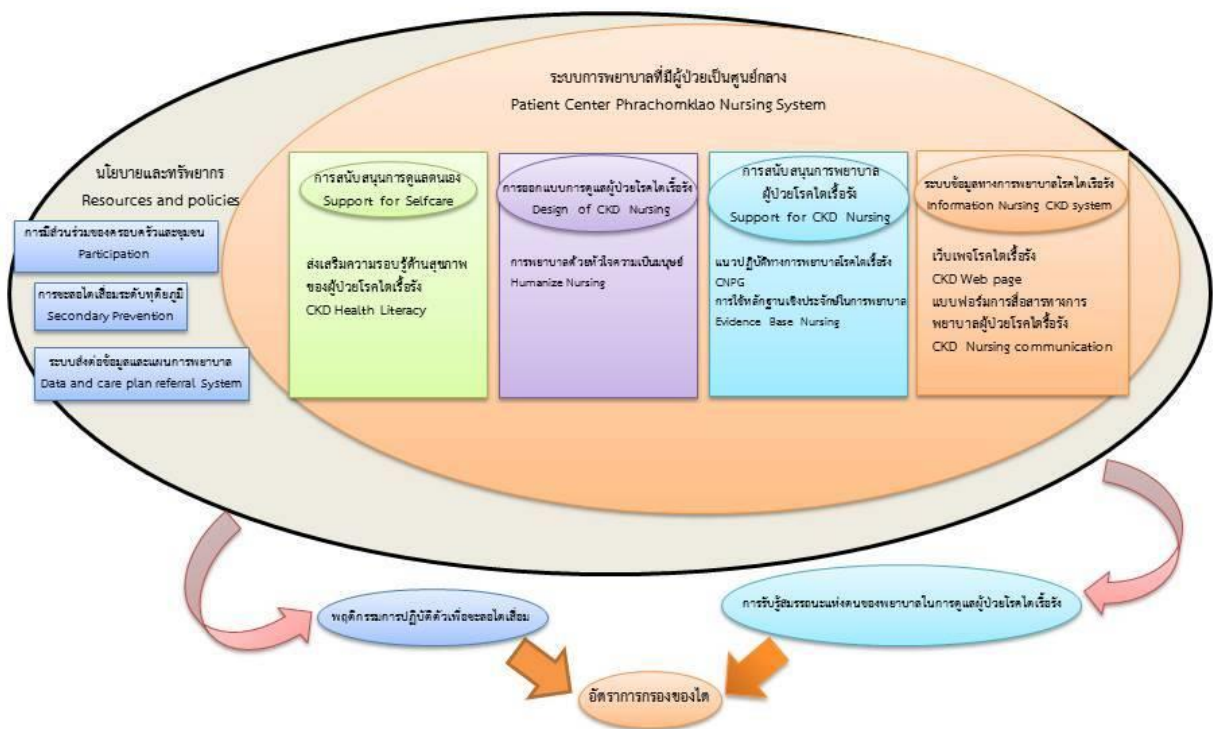 ระบบการพยาบาลที่มีผู้ป่วยเป็นศูนย์กลาง
Patient Center Phrachomklao Nursing System
นโยบายและทรัพยากร
Resources and policies
การมีส่วนร่วมของครอบครัวและชุมชน
Participation
การชะลอไตเสื่อมระดับทุติยภูมิ
Secondary Prevention
ระบบส่งต่อข้อมูลและแผนการพยาบาล
Data and care plan referral System
การสนับสนุนการดูแลตนเอง
Support for Selfcare
ส่งเสริมความรอบรู้ด้านสุขภาพ
ของผู้ป่วยโรคไตเรื้อรัง
CKD Health Literacy
การออกแบบการดูแลผู้ป่วยโรคไตเรื้อรัง
Design of CKD Nursing
การพยาบาลด้วยหัวใจความเป็นมนุษย์
Humanize Nursing
การสนับสนุนการพยาบาล
ผู้ป่วยโรคไตเรื้อรัง
Support for CKD Nursing
แนวปฏิบัติทางการพยาบาลโรคไตเรื้อรัง
CNPG
การใช้หลักฐานเชิงประจักษ์ในการพยาบาล
Evidence Base Nursing
ระบบข้อมูลทางการพยาบาลโรคไตเรื้อรัง
Information Nursing CKD system
เว็บเพจโรคไตเรื้อรัง
CKD Web page
แบบฟอร์มการสื่อสารทางการ
พยาบาลผู้ป่วยโรคไตเรื้อรัง
CKD Nursing communication
พฤติกรรมการปฏิบัติตัวเพื่อชะลอไตเสื่อม
การรับรู้สมรรถนะแห่งตนของพยาบาลในการดูแลผู้ป่วยโรคไตเรื้อรัง
อัตราการกรองของไต